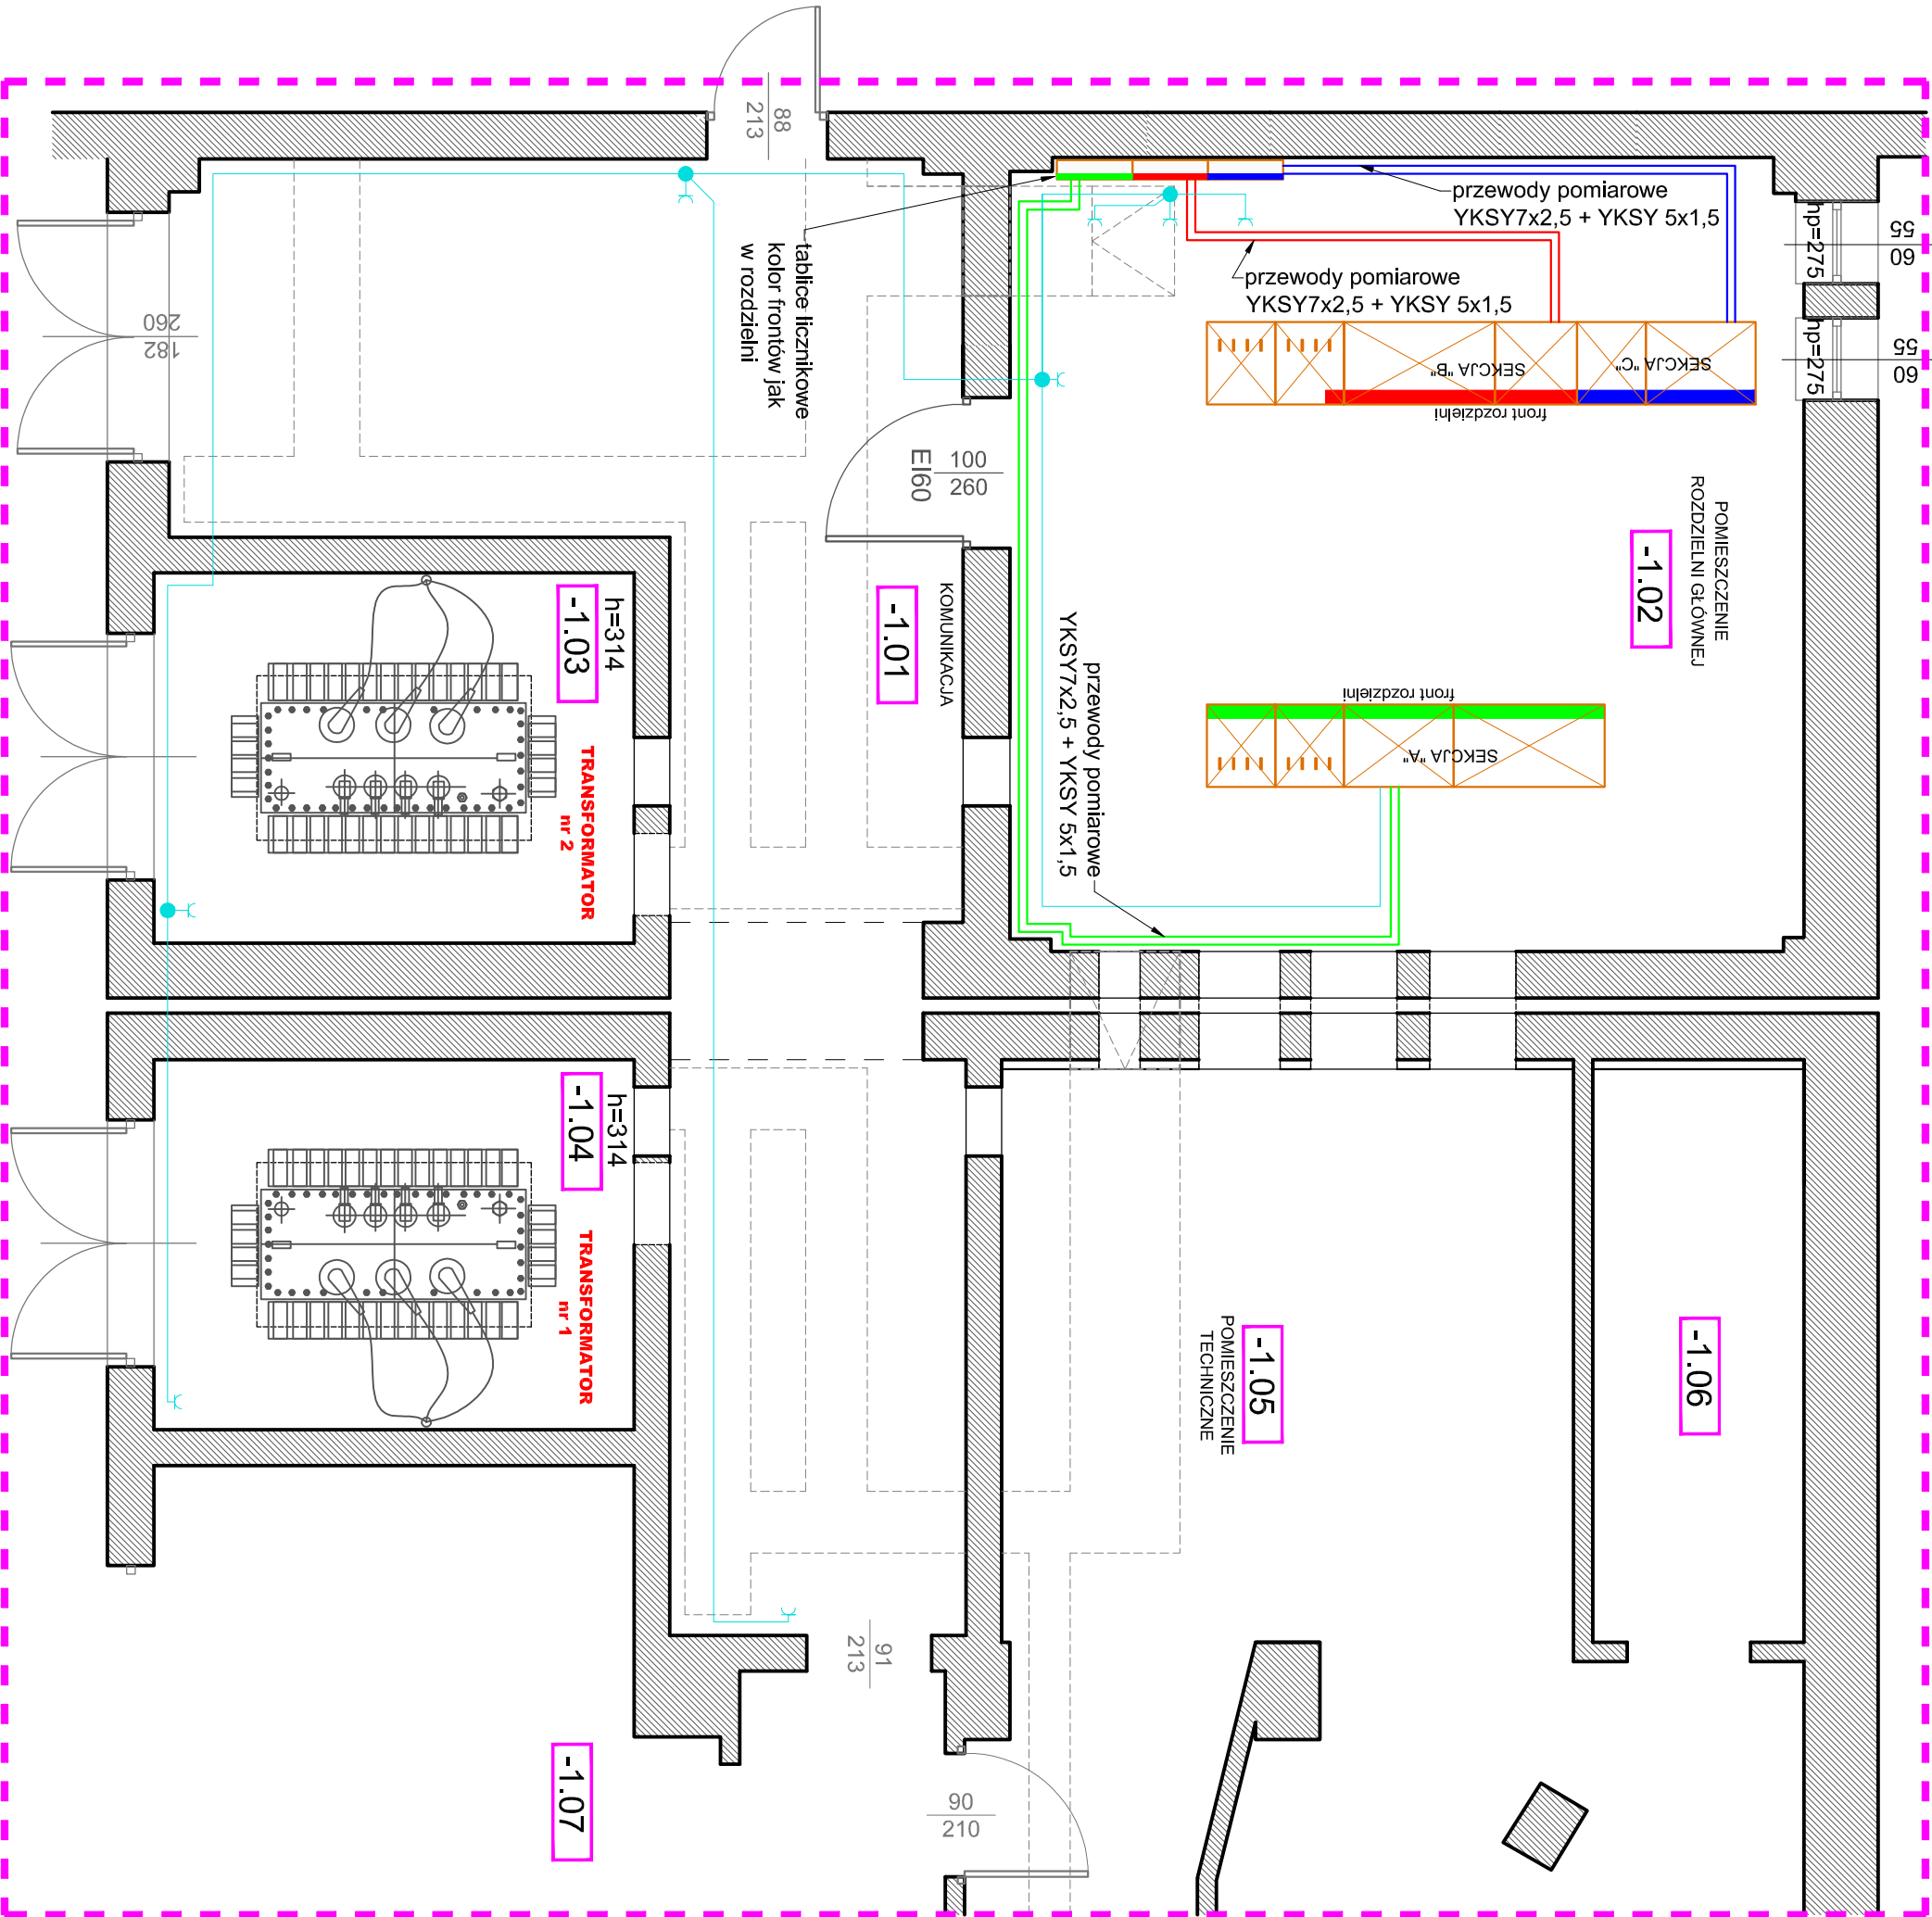 88
213
przewody pomiarowe
YKSY7x2,5 + YKSY 5x1,5
przewody pomiarowe
YKSY7x2,5 + YKSY 5x1,5
hp=275
55
60
hp=275
55
60
tablice licznikowe
kolor frontów jak
w rozdzielni
182
260
SEKCJA "B"
SEKCJA "C"
front rozdzielni
100
260
EI60
POMIESZCZENIE
ROZDZIELNI GŁÓWNEJ
-1.02
KOMUNIKACJA
-1.01
h=314
-1.03
TRANSFORMATOR
nr 2
front rozdzielni
SEKCJA "A"
przewody pomiarowe
YKSY7x2,5 + YKSY 5x1,5
h=314
-1.04
TRANSFORMATOR
nr 1
-1.05
POMIESZCZENIE
TECHNICZNE
-1.06
91
213
-1.07
90
210